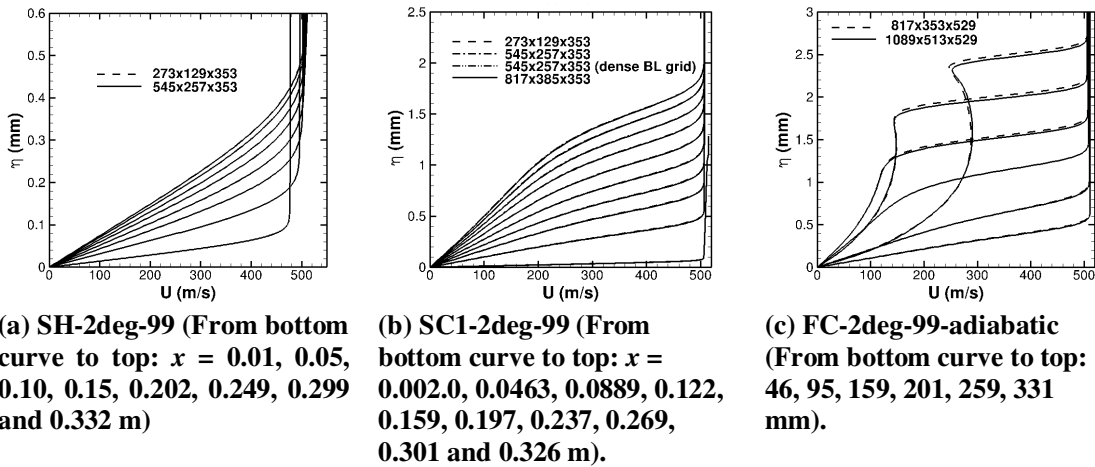 0.6
0.5
0.4
0.3
0.2
0.1
0
η (mm)
273x129x353
545x257x353
0 100 200 300 400 500
U (m/s)
2.5
2
1.5
1
0.5
0
η (mm)
273x129x353
545x257x353
545x257x353 (dense BL grid)
817x385x353
0 100 200 300 400 500
U (m/s)
3
2.5
2
1.5
1
0.5
0
η (mm)
817x353x529
1089x513x529
0 100 200 300 400 500
U (m/s)
(a) SH-2deg-99 (From bottom
curve to top: x = 0.01, 0.05,
0.10, 0.15, 0.202, 0.249, 0.299
and 0.332 m)
(b) SC1-2deg-99 (From
bottom curve to top: x =
0.002.0, 0.0463, 0.0889, 0.122,
0.159, 0.197, 0.237, 0.269,
0.301 and 0.326 m).
(c) FC-2deg-99-adiabatic
(From bottom curve to top:
46, 95, 159, 201, 259, 331
mm).